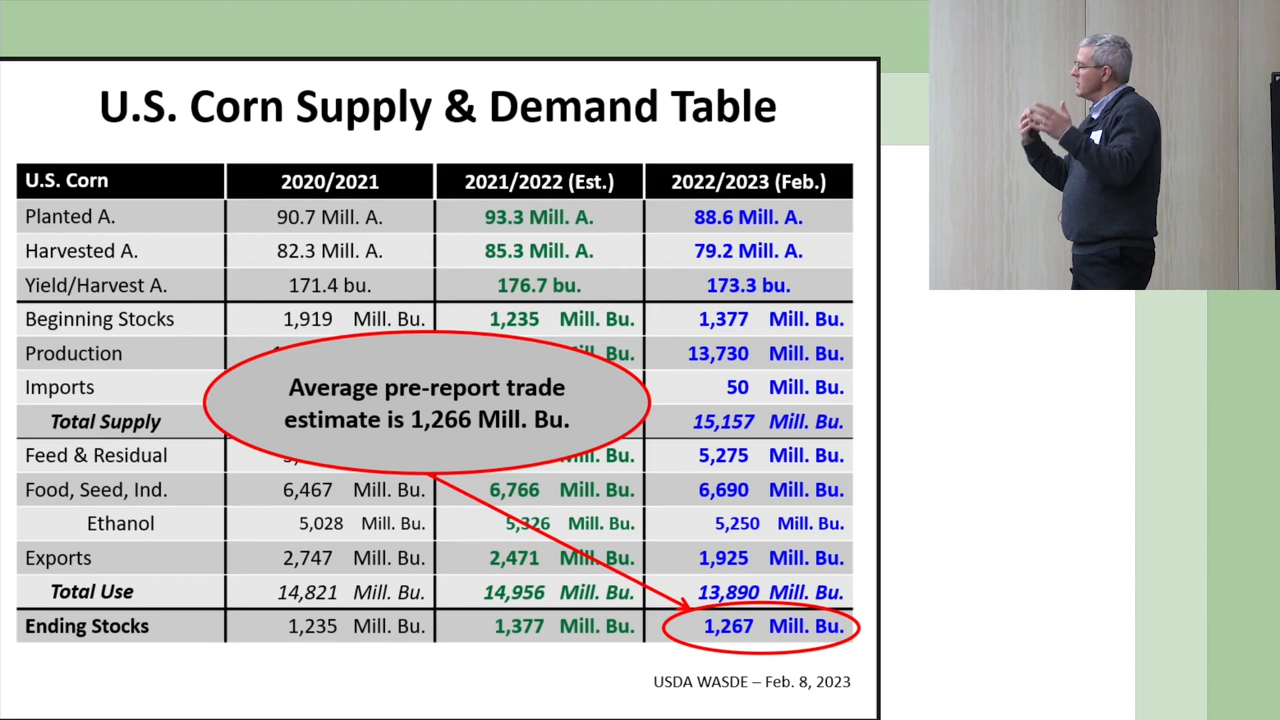 U.S. Corn Supply & Demand Table
U.S. Corn 2020/2021 2021/2022 (Est.) 2022/2023 (Feb.)
Planted A. 90.7 Mill. A. 93.3 Mill. A. 88.6 Mill. A.
Harvested A. 82.3 Mill. A. 85.3 Mill. A. 79.2 Mill. A.
Yield/Harvest A. 171.4 bu. 176.7 bu. 173.3 bu.
Beginning Stocks 1,919 Mill. Bu. 1,235 Mill. Bu. 1,377 Mill. Bu.
Production Bu. 13,730 Mill. Bu.
Imports 50 Mill. Bu.
Average pre-report trade
estimate is 1,266 Mill. Bu.
Total Supply 15,157 Mill. Bu.
Feed & Residual Mill. Bu. 5,275 Mill. Bu.
Food, Seed, Ind. 6,467 Mill. Bu. 6,766 Mill. Bu. 6,690 Mill. Bu.
Ethanol 5,028 Mill. Bu. 5,326 Mill. Bu. 5,250 Mill. Bu.
Exports 2,747 Mill. Bu. 2,471 Mill. Bu. 1,925 Mill. Bu.
Total Use 14,821 Mill. Bu. 14,956 Mill. Bu. 13,890 Mill. Bu.
Ending Stocks 1,235 Mill. Bu. 1,377 Mill. Bu. 1,267 Mill. Bu.
USDA WASDE – Feb. 8, 2023